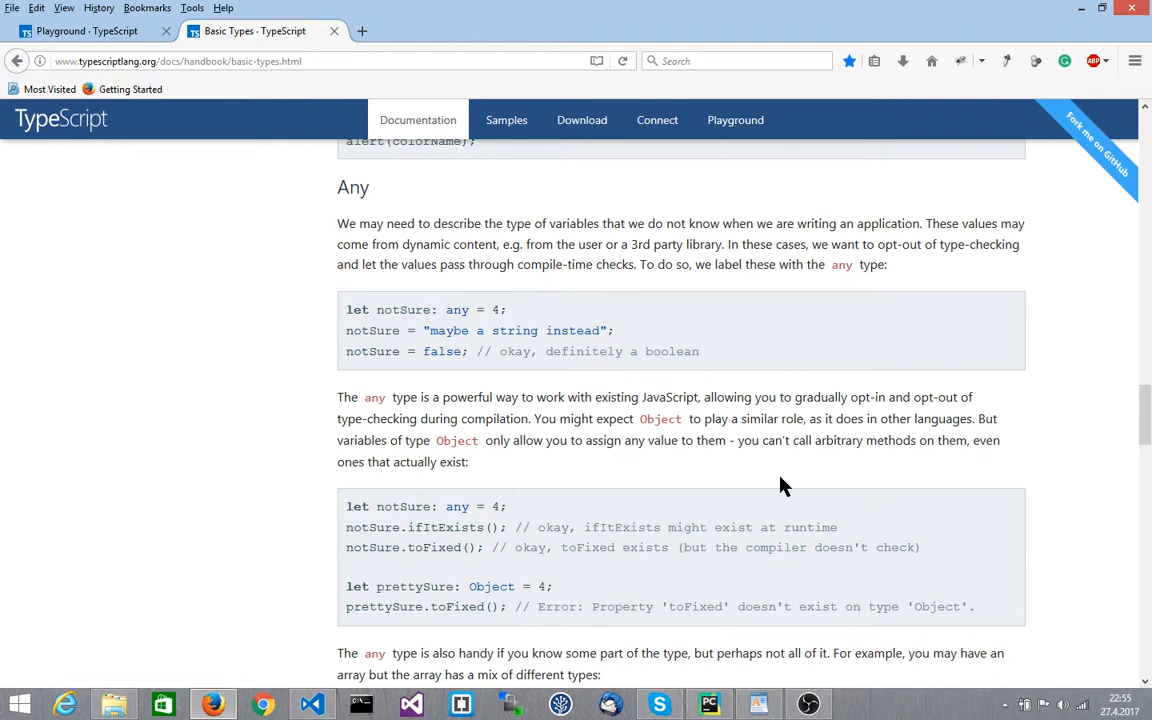 File Edit View History Bookmarks Tools Help
Playground · TypeScript
Basic Types · TypeScript
www.typescriptlang.org/docs/handbook/basic-types.html
Search
ABP
Most Visited Getting Started
TypeScript
Documentation Samples Download Connect Playground
Fork me on GitHub
alert(colorName);
Any
We may need to describe the type of variables that we do not know when we are writing an application. These values may
come from dynamic content, e.g. from the user or a 3rd party library. In these cases, we want to opt-out of type-checking
and let the values pass through compile-time checks. To do so, we label these with the any type:
let notSure: any = 4;
notSure = "maybe a string instead";
notSure = false; // okay, definitely a boolean
The any type is a powerful way to work with existing JavaScript, allowing you to gradually opt-in and opt-out of
type-checking during compilation. You might expect Object to play a similar role, as it does in other languages. But
variables of type Object only allow you to assign any value to them - you can't call arbitrary methods on them, even
ones that actually exist:
let notSure: any = 4;
notSure.ifItExists(); // okay, ifItExists might exist at runtime
notSure.toFixed(); // okay, toFixed exists (but the compiler doesn't check)
let prettySure: Object = 4;
prettySure.toFixed(); // Error: Property 'toFixed' doesn't exist on type 'Object'.
The any type is also handy if you know some part of the type, but perhaps not all of it. For example, you may have an
array but the array has a mix of different types:
22:55
27.4.2017